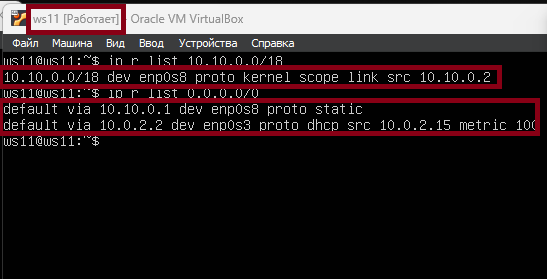 ws11 [Работает] - Oracle VM VirtualBox
Файл Машина Вид Ввод Устройства Справка
ws11@ws11:~$ ip r list 10.10.0.0/18
10.10.0.0/18 dev enp0s8 proto kernel scope link src 10.10.0.2
ws11@ws11:~$ ip r list 0.0.0.0/0
default via 10.10.0.1 dev enp0s8 proto static
default via 10.0.2.2 dev enp0s3 proto dhcp src 10.0.2.15 metric 100
ws11@ws11:~$